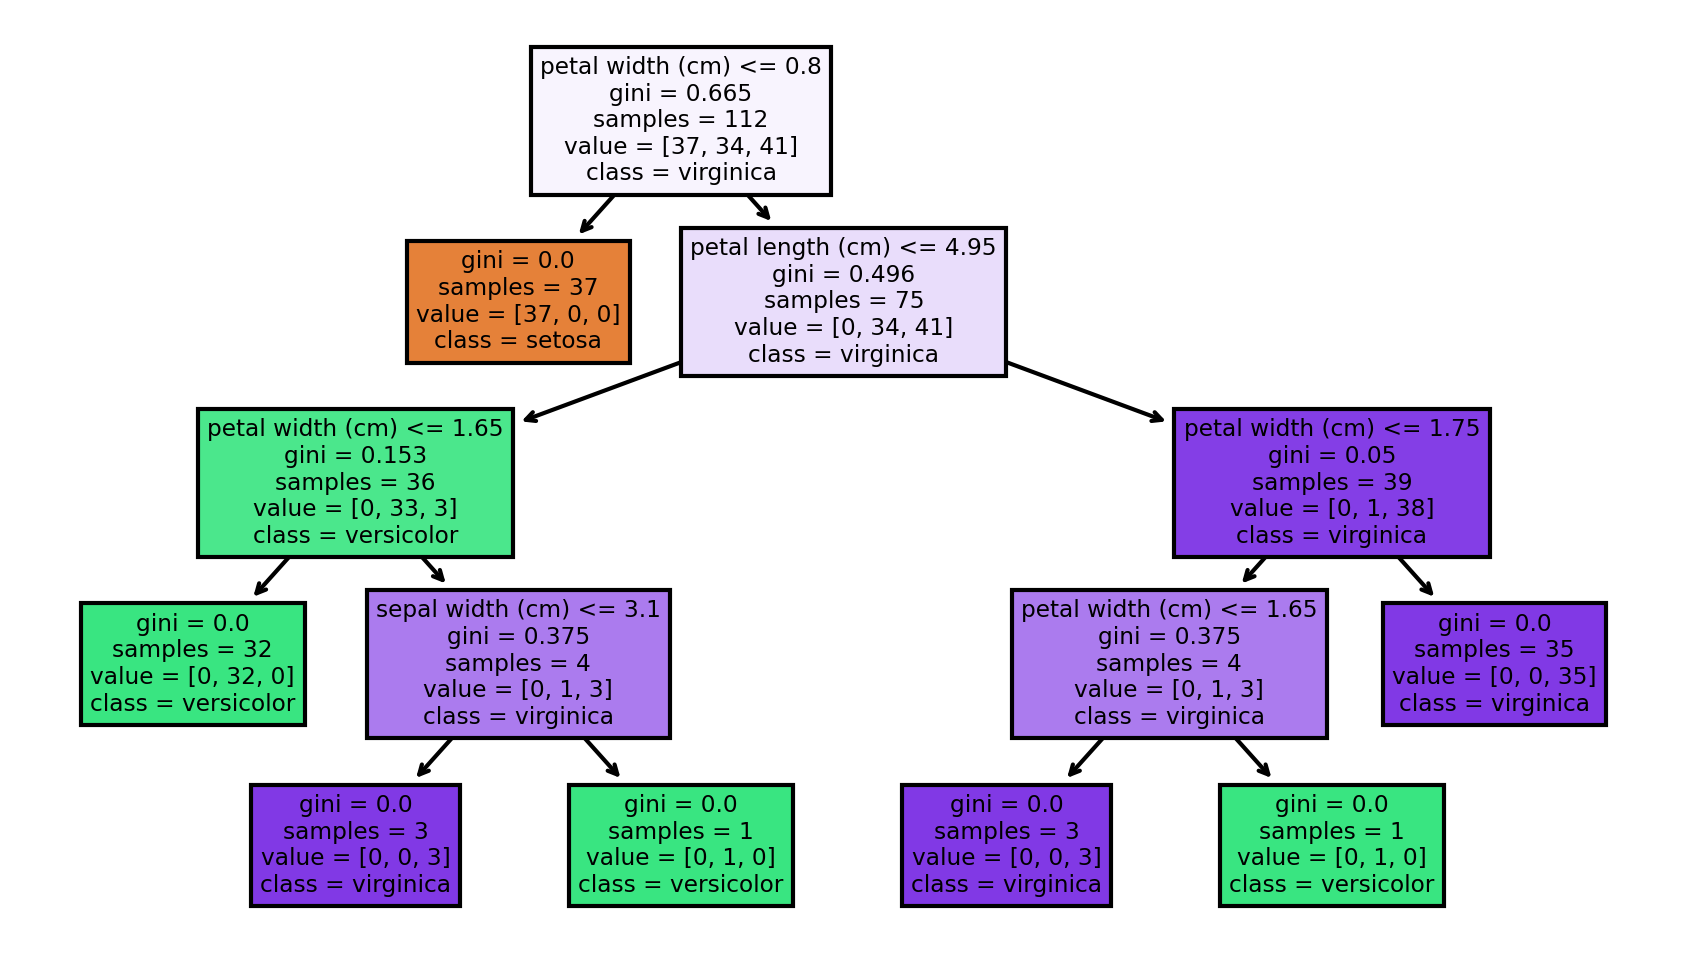 petal width (cm) <= 0.8
gini = 0.665
samples = 112
value = [37, 34, 41]
class = virginica
gini = 0.0
samples = 37
value = [37, 0, 0]
class = setosa
petal length (cm) <= 4.95
gini = 0.496
samples = 75
value = [0, 34, 41]
class = virginica
petal width (cm) <= 1.65
gini = 0.153
samples = 36
value = [0, 33, 3]
class = versicolor
petal width (cm) <= 1.75
gini = 0.05
samples = 39
value = [0, 1, 38]
class = virginica
gini = 0.0
samples = 32
value = [0, 32, 0]
class = versicolor
sepal width (cm) <= 3.1
gini = 0.375
samples = 4
value = [0, 1, 3]
class = virginica
petal width (cm) <= 1.65
gini = 0.375
samples = 4
value = [0, 1, 3]
class = virginica
gini = 0.0
samples = 35
value = [0, 0, 35]
class = virginica
gini = 0.0
samples = 3
value = [0, 0, 3]
class = virginica
gini = 0.0
samples = 1
value = [0, 1, 0]
class = versicolor
gini = 0.0
samples = 3
value = [0, 0, 3]
class = virginica
gini = 0.0
samples = 1
value = [0, 1, 0]
class = versicolor